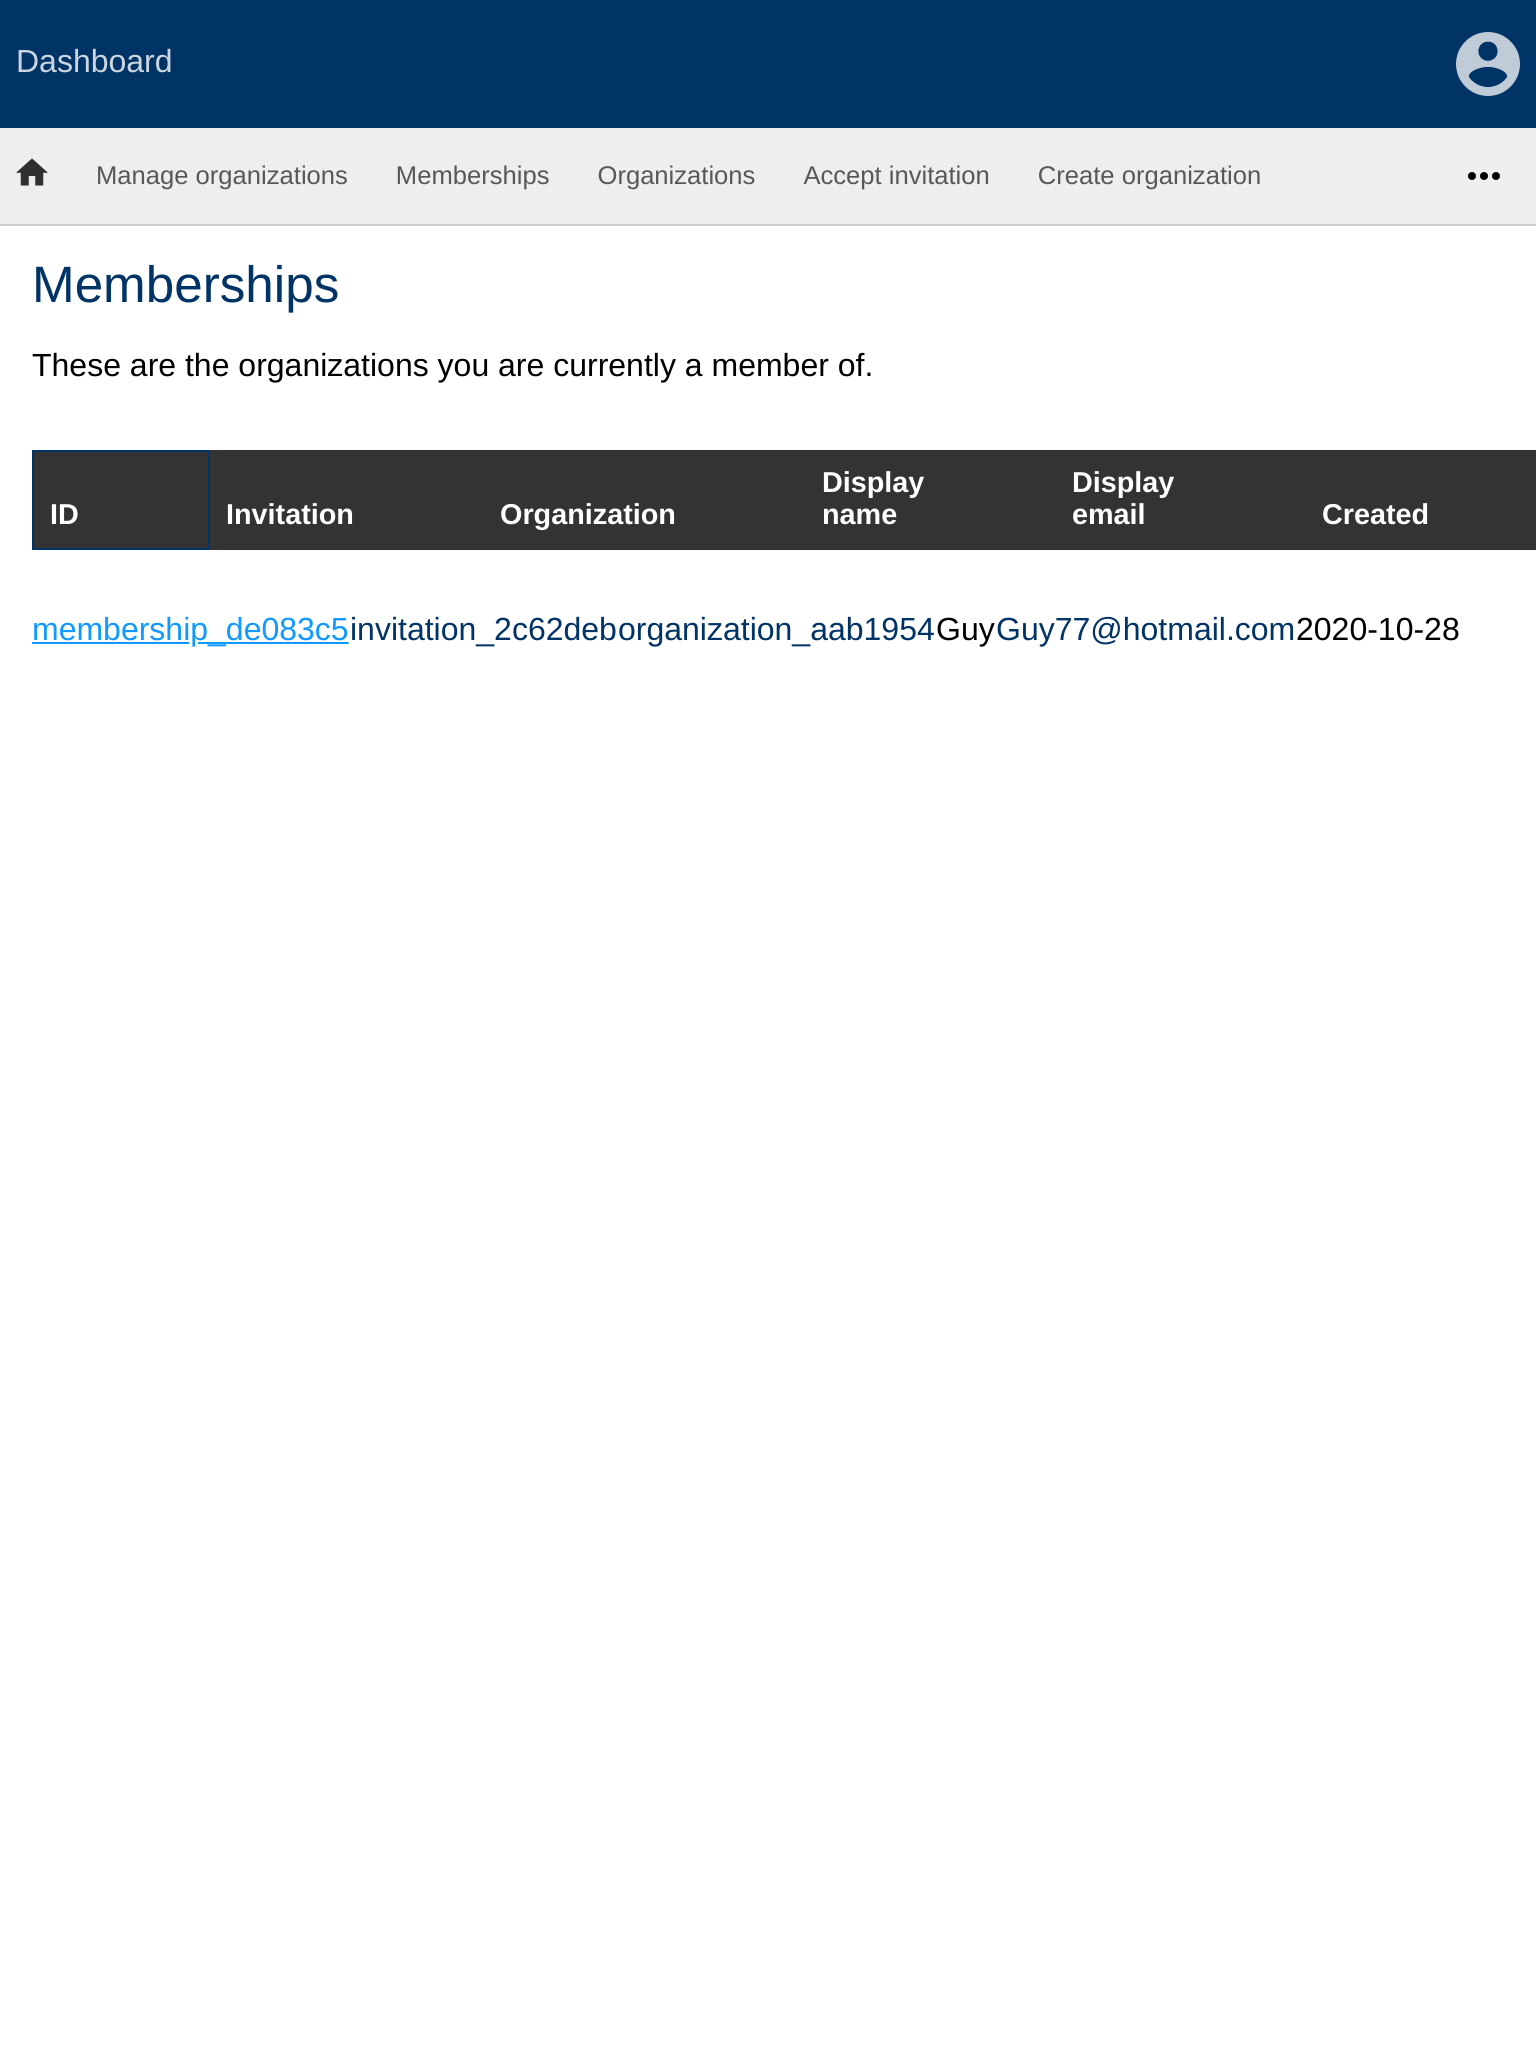 Dashboard
Manage organizations Memberships Organizations Accept invitation Create organization
Memberships
These are the organizations you are currently a member of.
ID Invitation Organization Display name Display email Created
membership_de083c5 invitation_2c62deb organization_aab1954 Guy Guy77@hotmail.com 2020-10-28